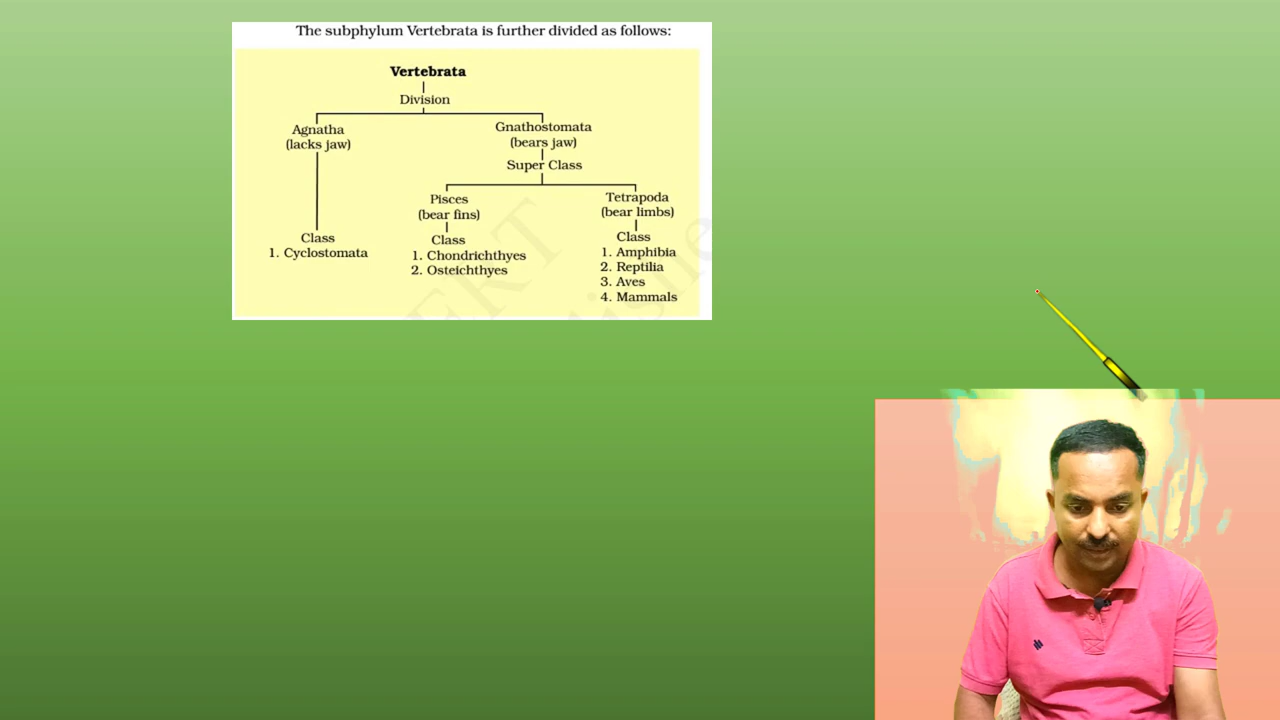 The subphylum Vertebrata is further divided as follows:
Vertebrata
Division
Agnatha
(lacks jaw)
Gnathostomata
(bears jaw)
Super Class
Pisces
(bear fins)
Tetrapoda
(bear limbs)
Class
1. Cyclostomata
Class
1. Chondrichthyes
2. Osteichthyes
Class
1. Amphibia
2. Reptilia
3. Aves
4. Mammals